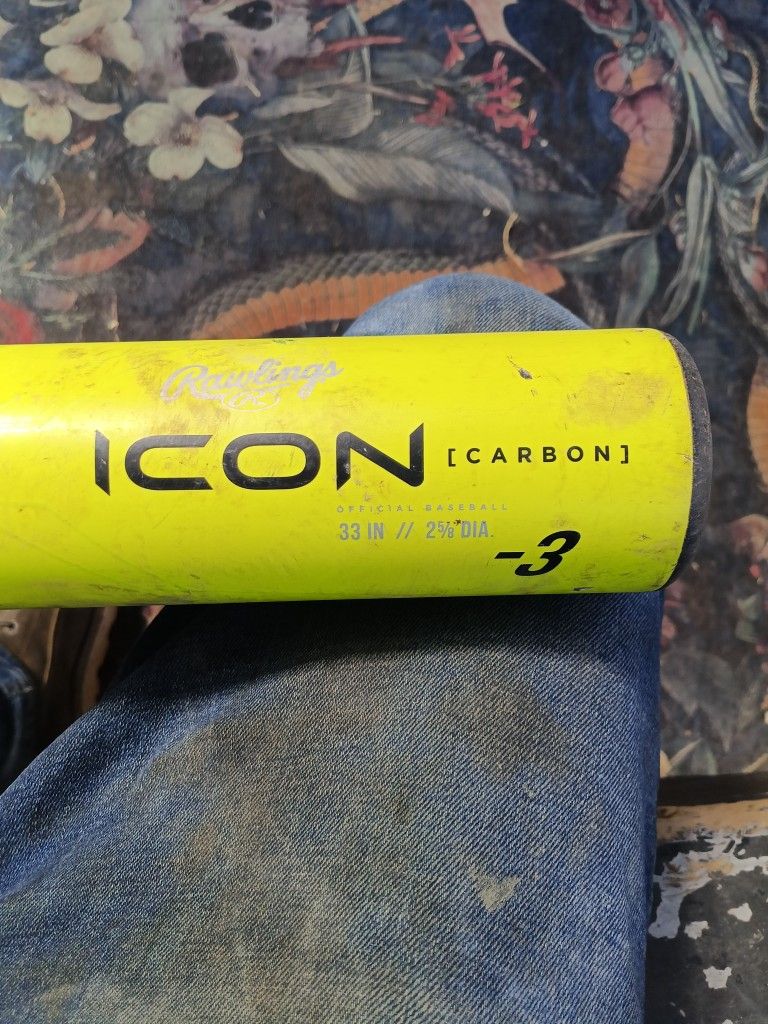 Rawlings
ICON [CARBON]
OFFICIAL BASEBALL
33 IN // 2⅝ DIA.
-3